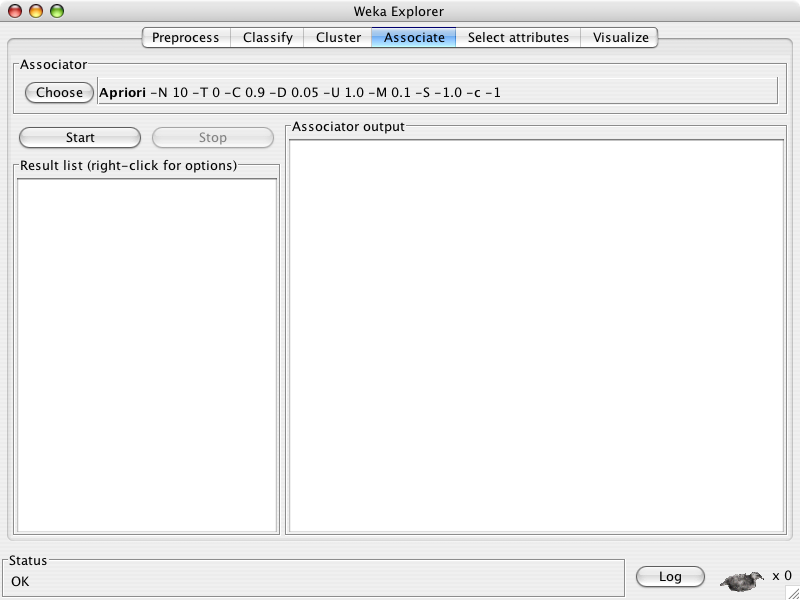 Weka Explorer
Preprocess Classify Cluster Associate Select attributes Visualize
Associator
Choose Apriori -N 10 -T 0 -C 0.9 -D 0.05 -U 1.0 -M 0.1 -S -1.0 -c -1
Start Stop
Result list (right-click for options)
Associator output
Status
OK
Log x 0